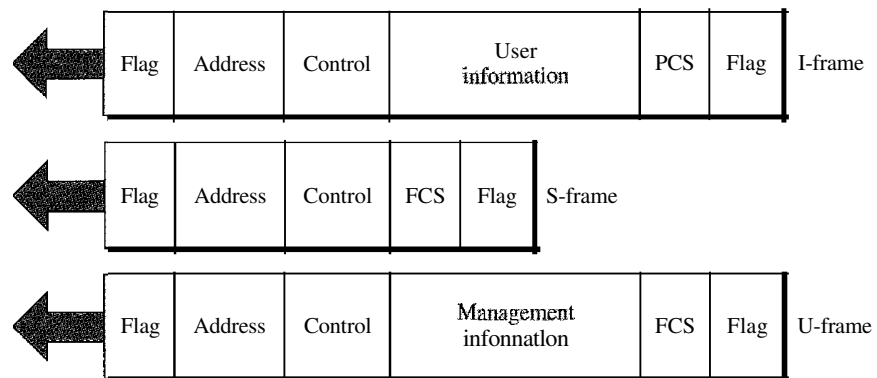 Flag Address Control User information PCS Flag I-frame
Flag Address Control FCS Flag S-frame
Flag Address Control Management infonnatlon FCS Flag U-frame